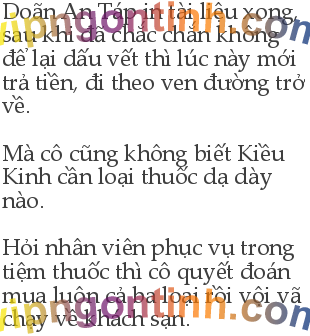 Doãn An Táp in tài liệu xong,
sau khi đã chắc chắn không
để lại dấu vết thì lúc này mới
trả tiền, đi theo ven đường trở
về.
Mà cô cũng không biết Kiều
Kinh cần loại thuốc dạ dày
nào.
Hỏi nhân viên phục vụ trong
tiệm thuốc thì cô quyết đoán
mua luôn cả ba loại rồi vội vã
chạy về khách sạn.